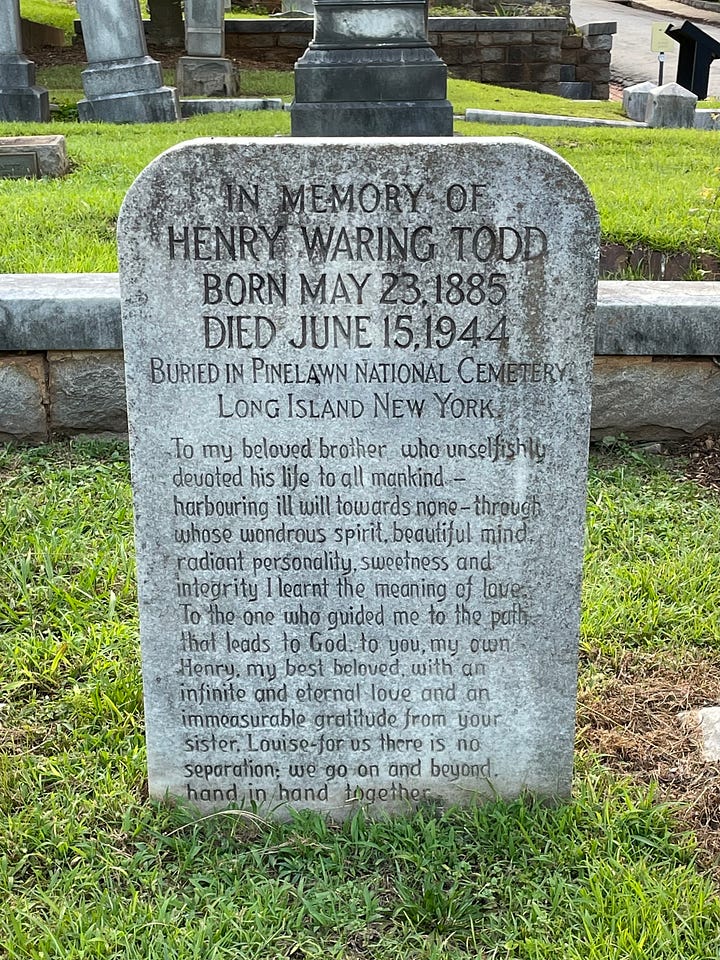 IN MEMORY OF
HENRY WARING TODD
BORN MAY 23, 1885
DIED JUNE 15, 1944
BURIED IN PINELAWN NATIONAL CEMETERY,
LONG ISLAND NEW YORK.
To my beloved brother who unselfishly
devoted his life to all mankind –
harbouring ill will towards none – through
whose wondrous spirit, beautiful mind,
radiant personality, sweetness and
integrity I learnt the meaning of love.
To the one who guided me to the path
that leads to God, to you, my own
Henry, my best beloved, with an
infinite and eternal love and an
immeasurable gratitude from your
sister, Louise – for us there is no
separation; we go on and beyond,
hand in hand together